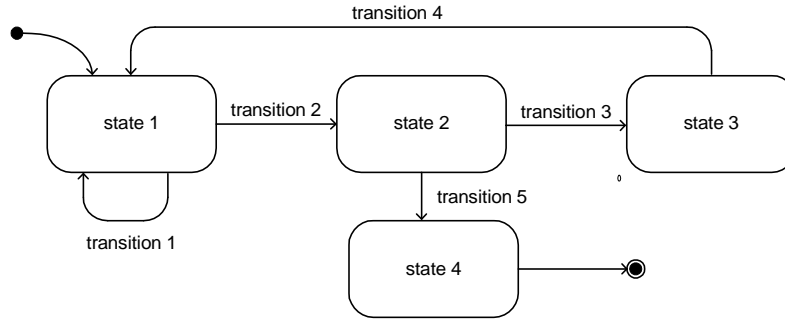 transition 4
state 1
transition 2
state 2
transition 3
state 3
transition 1
transition 5
state 4